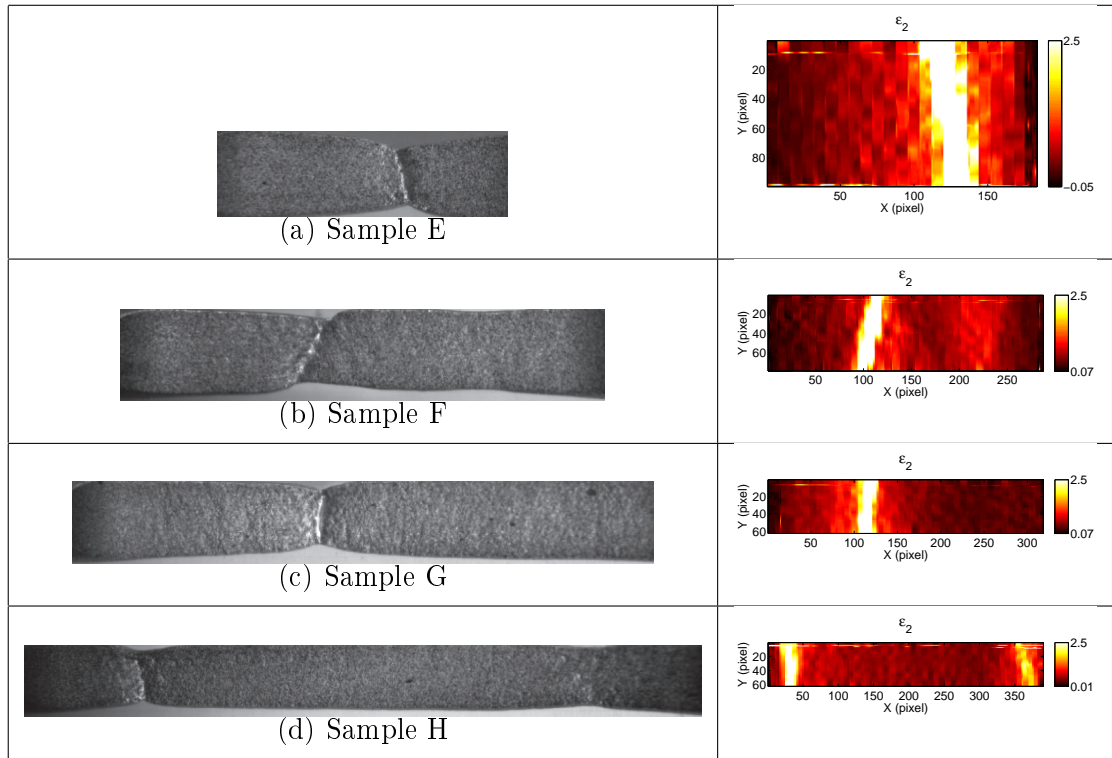 ε2
2.5
20
40
60
80
Y (pixel)
−0.05
50 100 150
X (pixel)
(a) Sample E
ε2
2.5
20
40
60
Y (pixel)
0.07
50 100 150 200 250
X (pixel)
(b) Sample F
ε2
2.5
20
40
60
Y (pixel)
0.07
50 100 150 200 250 300
X (pixel)
(c) Sample G
ε2
2.5
20
40
60
Y (pixel)
0.01
50 100 150 200 250 300 350
X (pixel)
(d) Sample H